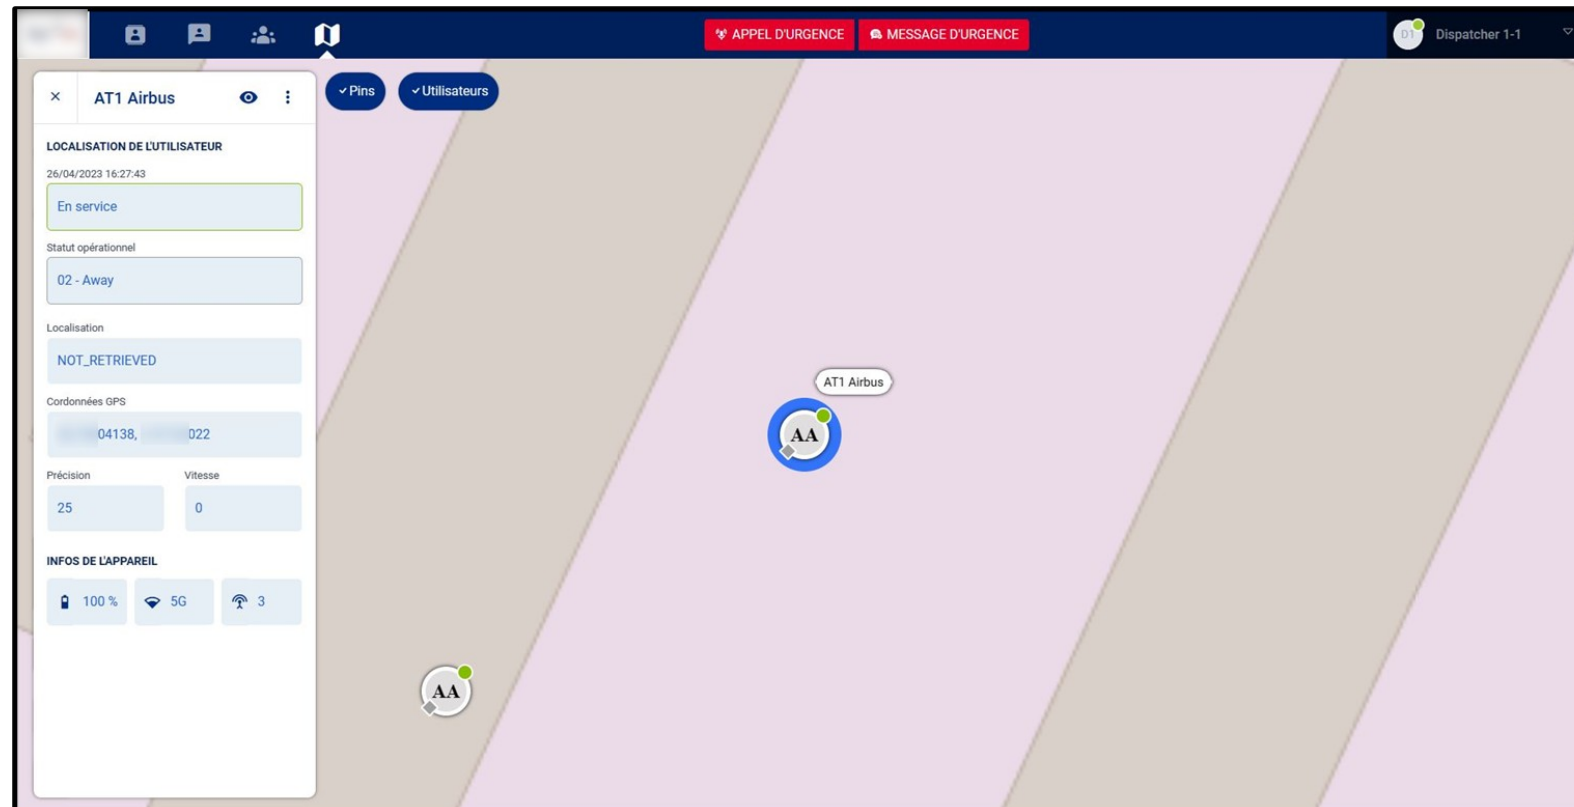 APPEL D'URGENCE
MESSAGE D'URGENCE
D1
Dispatcher 1-1
AT1 Airbus
Pins
Utilisateurs
LOCALISATION DE L'UTILISATEUR
26/04/2023 16:27:43
En service
Statut opérationnel
02 - Away
Localisation
NOT_RETRIEVED
Cordonnées GPS
04138, 022
Précision
Vitesse
25
0
INFOS DE L'APPAREIL
100 %
5G
3
AT1 Airbus
AA
AA